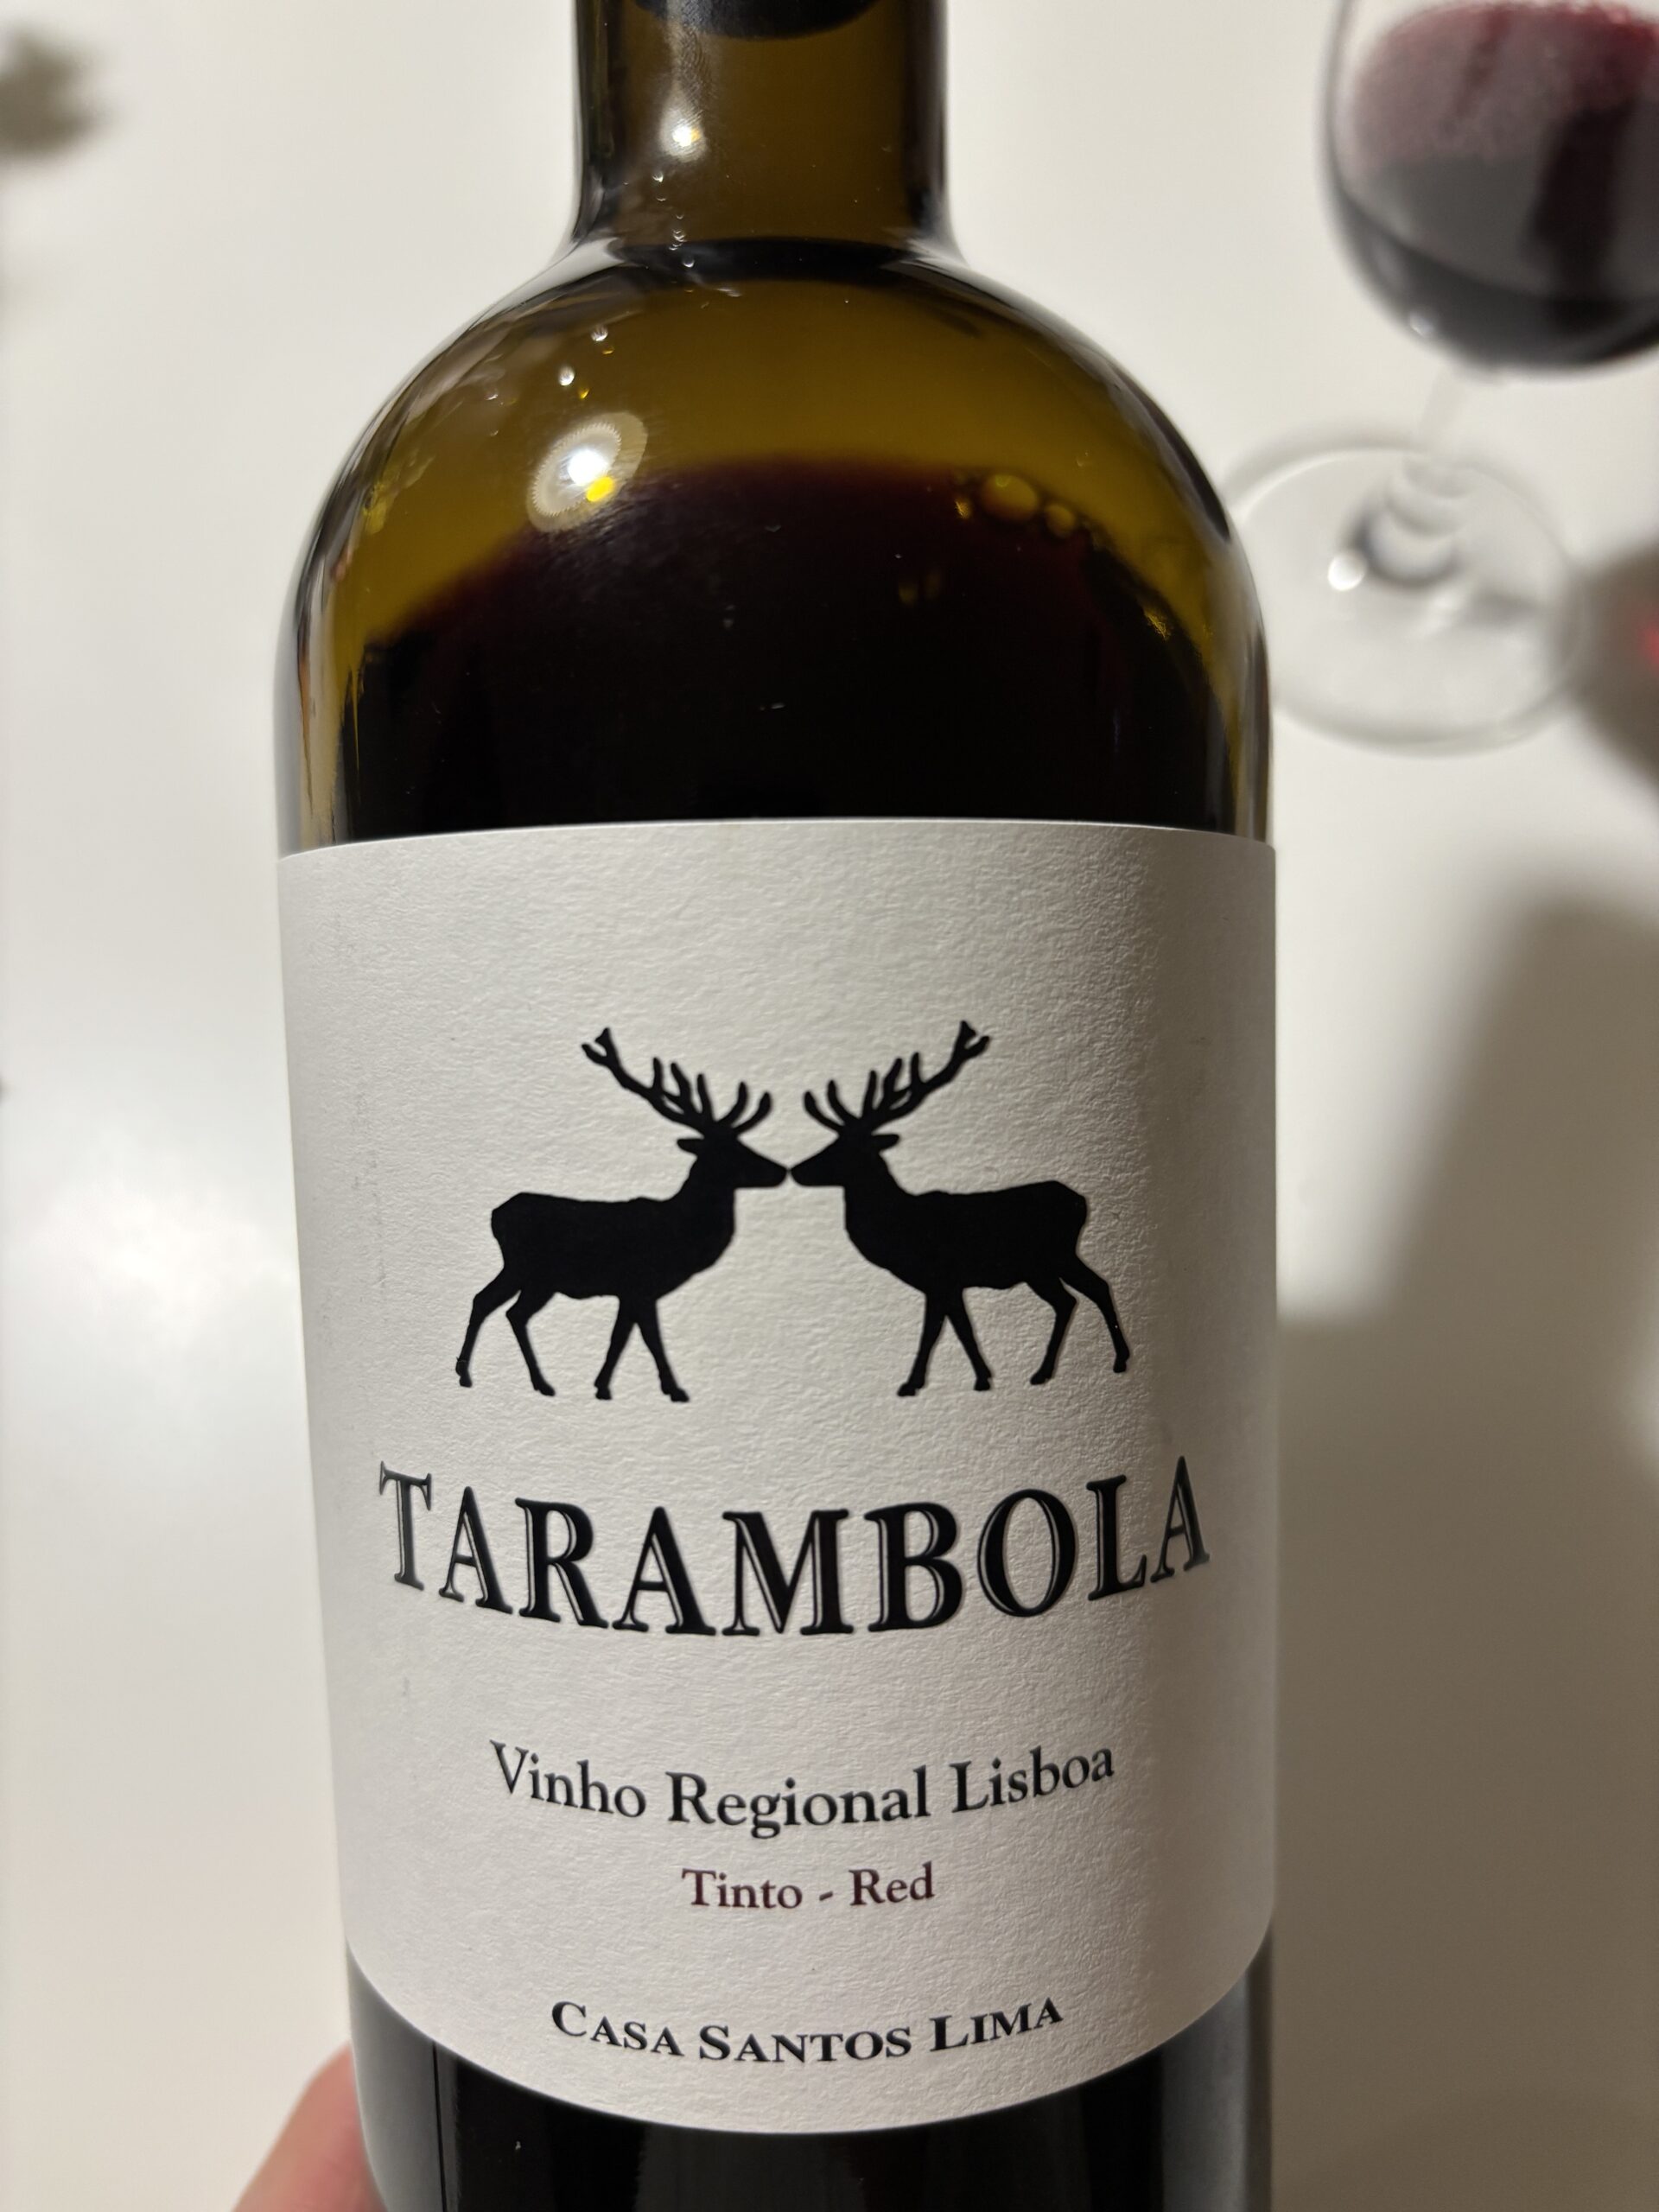 TARAMBOLA
Vinho Regional Lisboa
Tinto - Red
CASA SANTOS LIMA